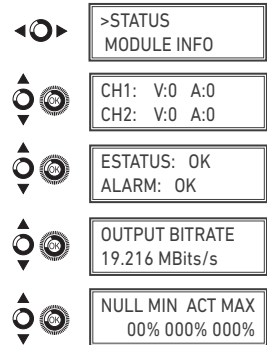 >STATUS
MODULE INFO
OK
CH1: V:0 A:0
CH2: V:0 A:0
OK
ESTATUS: OK
ALARM: OK
OK
OUTPUT BITRATE
19.216 MBits/s
OK
NULL MIN ACT MAX
00% 000% 000%